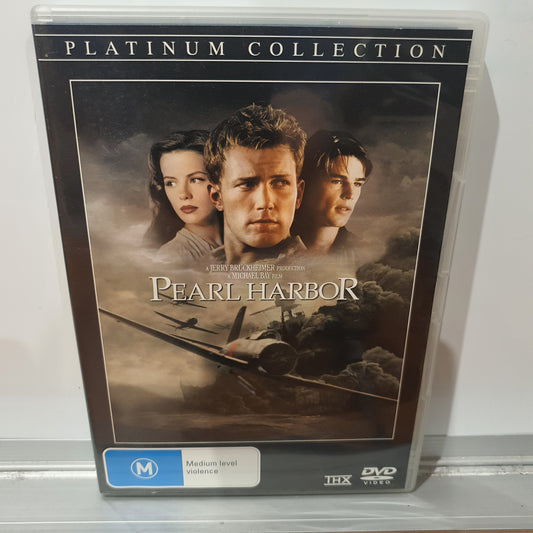 PLATINUM COLLECTION
A JERRY BRUCKHEIMER PRODUCTION
A MICHAEL BAY FILM
PEARL HARBOR
M
Medium level
violence
THX
DVD
VIDEO